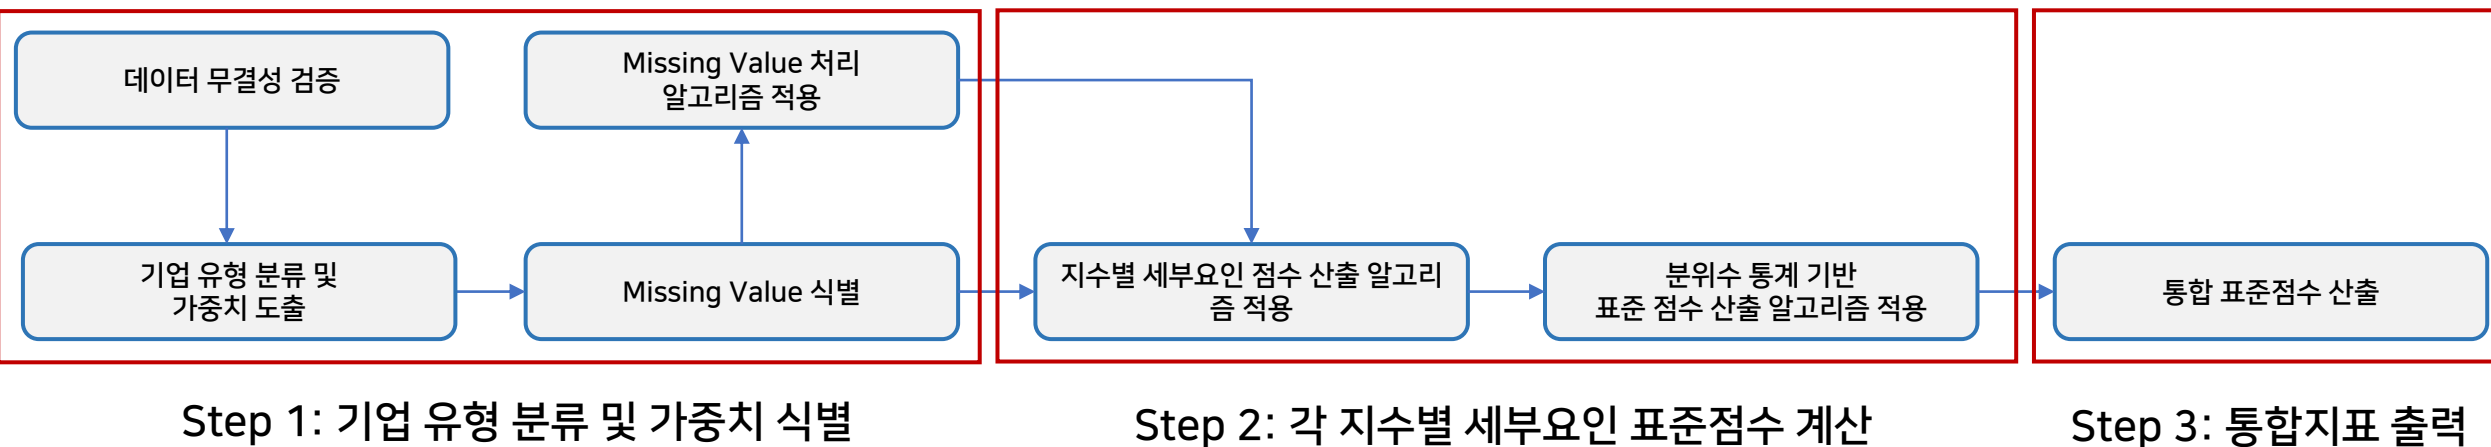 데이터 무결성 검증
Missing Value 처리
알고리즘 적용
기업 유형 분류 및
가중치 도출
Missing Value 식별
지수별 세부요인 점수 산출 알고리
즘 적용
분위수 통계 기반
표준 점수 산출 알고리즘 적용
통합 표준점수 산출
Step 1: 기업 유형 분류 및 가중치 식별
Step 2: 각 지수별 세부요인 표준점수 계산
Step 3: 통합지표 출력